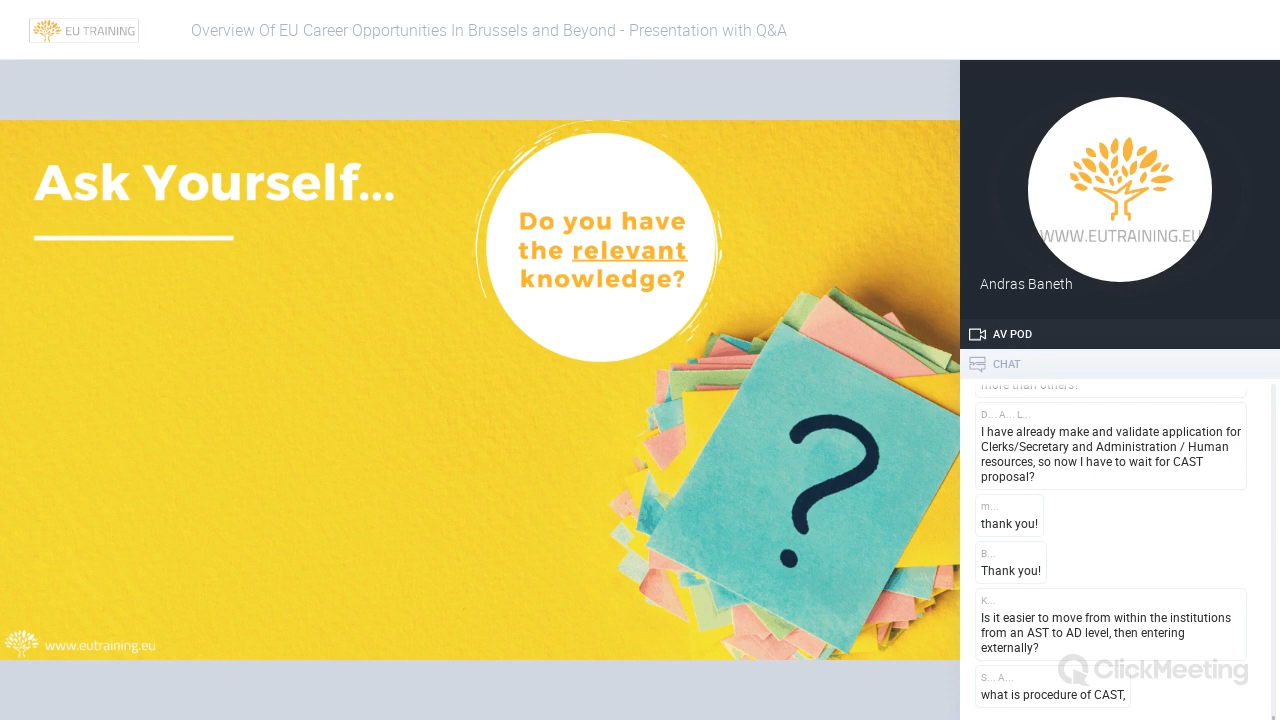 EU TRAINING
Overview Of EU Career Opportunities In Brussels and Beyond - Presentation with Q&A
Ask Yourself...
Do you have
the relevant
knowledge?
?
www.eutraining.eu
WWW.EUTRAINING.EU
Andras Baneth
AV POD
CHAT
more than others?
D... A... L...
I have already make and validate application for
Clerks/Secretary and Administration / Human
resources, so now I have to wait for CAST
proposal?
m...
thank you!
B...
Thank you!
K...
Is it easier to move from within the institutions
from an AST to AD level, then entering
externally?
S... A...
what is procedure of CAST,
ClickMeeting